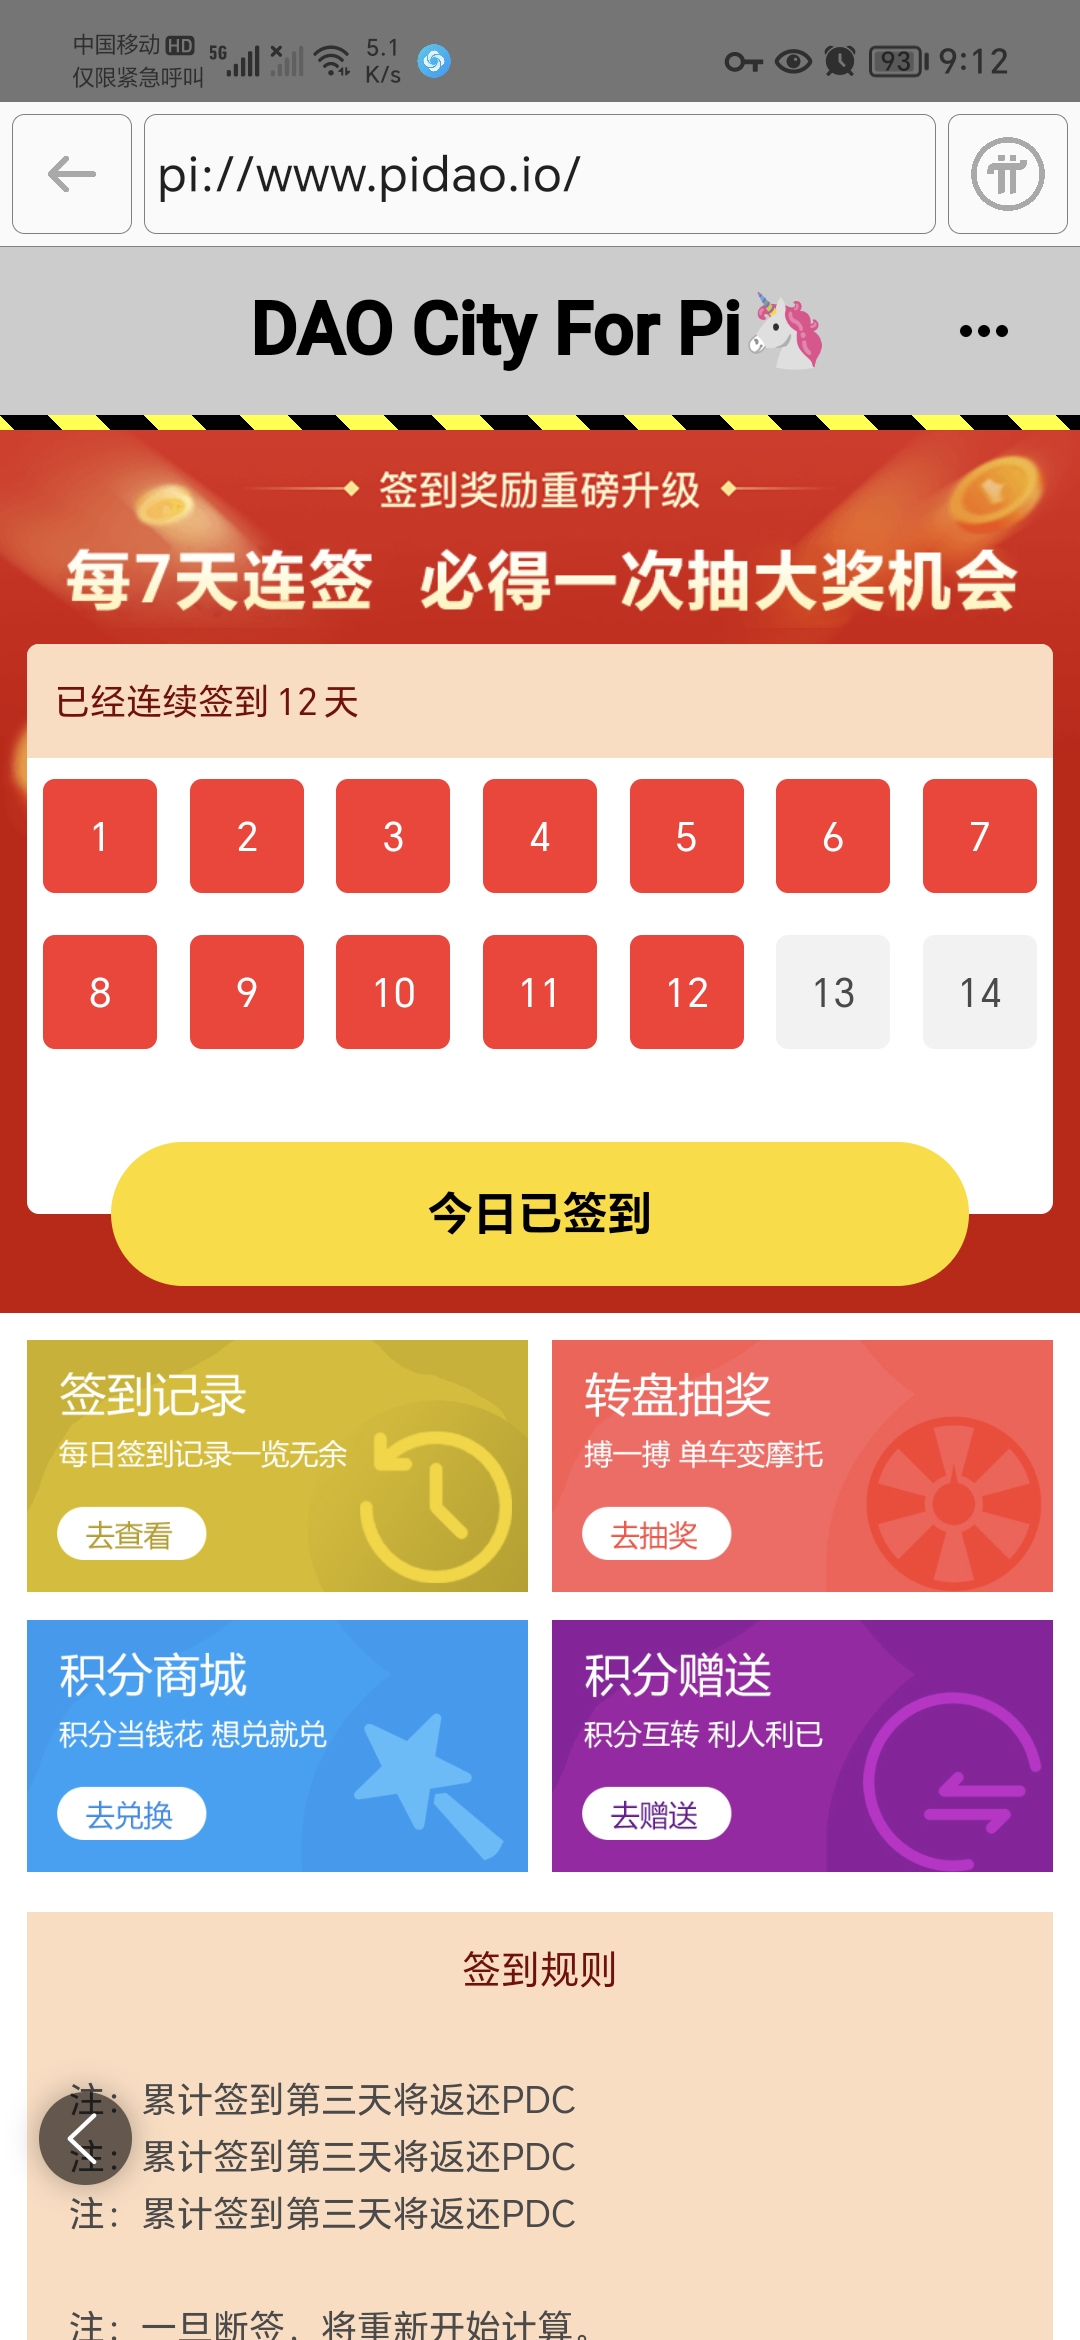 中国移动 HD 5G 5.1 K/s 93 9:12
仅限紧急呼叫
pi://www.pidao.io/
DAO City For Pi🦄 •••
签到奖励重磅升级
每7天连签 必得一次抽大奖机会
已经连续签到 12 天
1 2 3 4 5 6 7
8 9 10 11 12 13 14
今日已签到
签到记录
每日签到记录一览无余
去查看
转盘抽奖
搏一搏 单车变摩托
去抽奖
积分商城
积分当钱花 想兑就兑
去兑换
积分赠送
积分互转 利人利已
去赠送
签到规则
注：累计签到第三天将返还PDC
注：累计签到第三天将返还PDC
注：累计签到第三天将返还PDC
注：一旦断签，将重新开始计算。